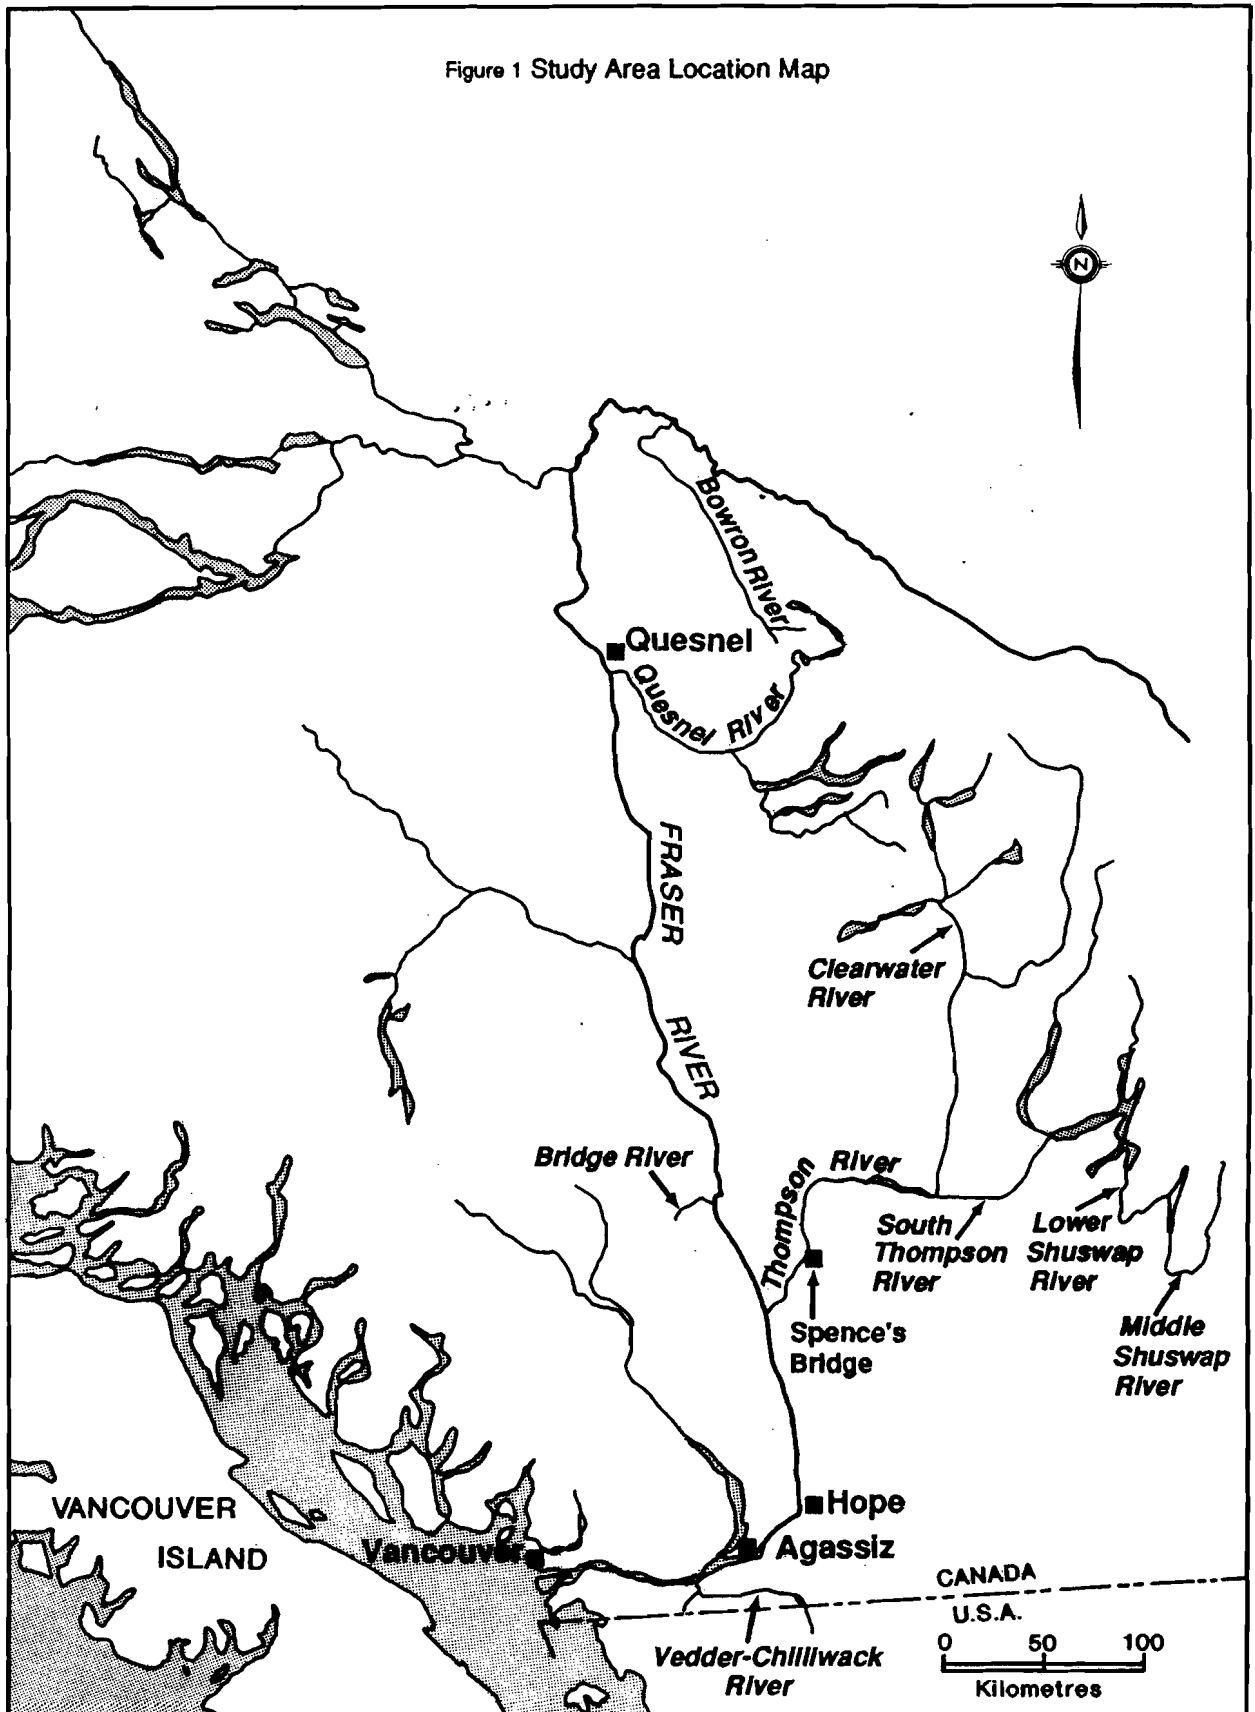 Figure 1 Study Area Location Map
N
Bowron River
Quesnel
Quesnel River
FRASER
RIVER
Clearwater
River
Bridge River
Thompson River
South
Thompson
River
Lower
Shuswap
River
Spence's
Bridge
Middle
Shuswap
River
Hope
Agassiz
VANCOUVER
ISLAND
Vancouver
CANADA
U.S.A.
Vedder-Chilliwack
River
0 50 100
Kilometres